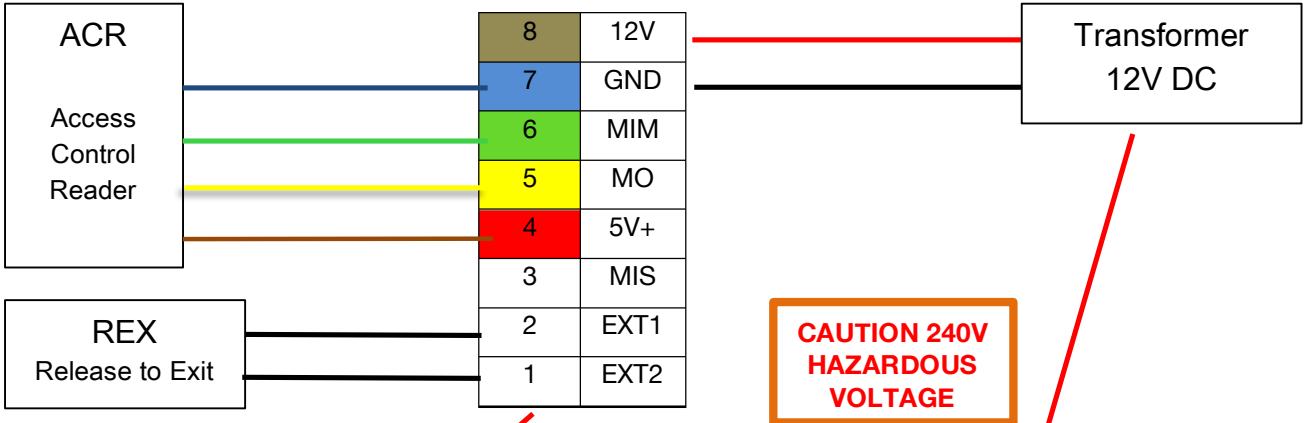 ACR
Access
Control
Reader
REX
Release to Exit
8 12V
7 GND
6 MIM
5 MO
4 5V+
3 MIS
2 EXT1
1 EXT2
Transformer
12V DC
CAUTION 240V
HAZARDOUS
VOLTAGE